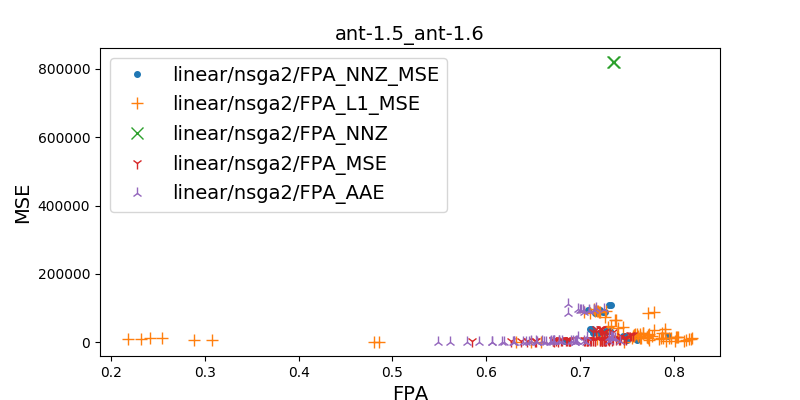 ant-1.5_ant-1.6
MSE
800000
600000
400000
200000
0
linear/nsga2/FPA_NNZ_MSE
linear/nsga2/FPA_L1_MSE
linear/nsga2/FPA_NNZ
linear/nsga2/FPA_MSE
linear/nsga2/FPA_AAE
0.2 0.3 0.4 0.5 0.6 0.7 0.8
FPA